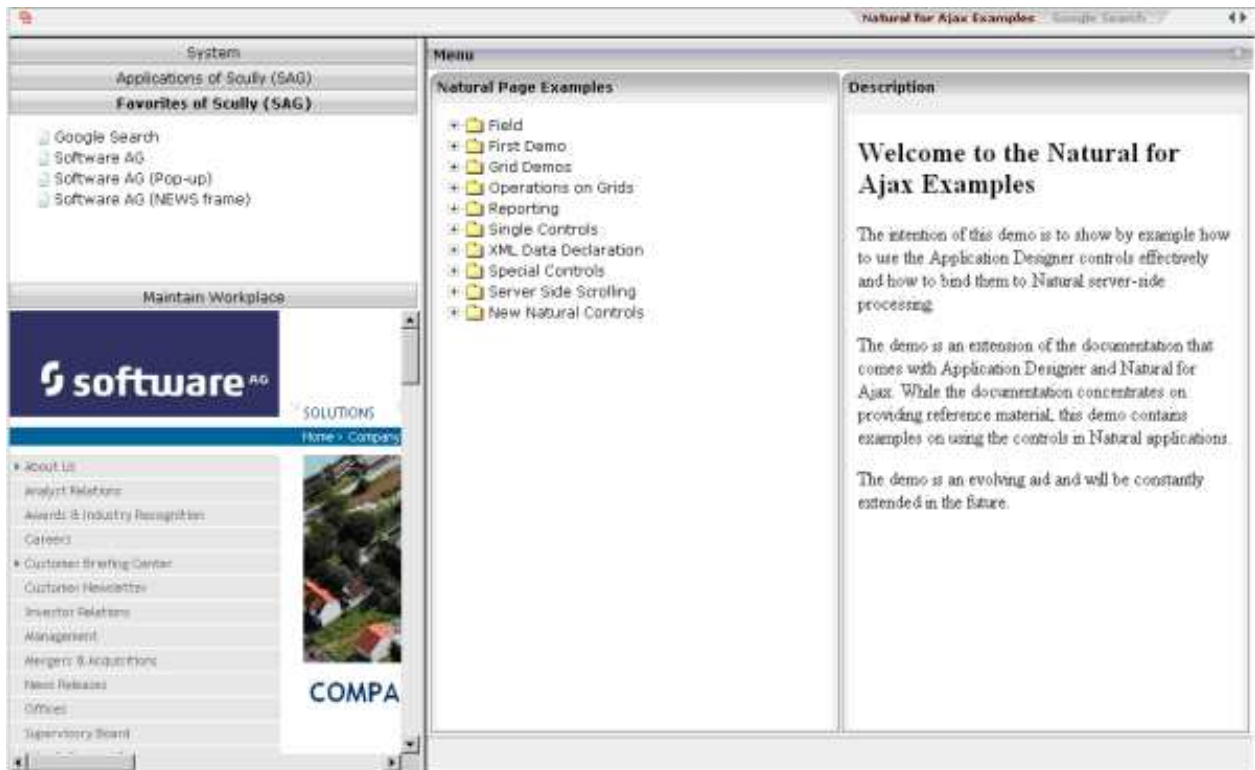 Natural for Ajax Examples Google Search
System
Applications of Scully (SAG)
Favorites of Scully (SAG)
Google Search
Software AG
Software AG (Pop-up)
Software AG (NEWS frame)
Maintain Workplace
software AG
SOLUTIONS
Home > Company
About Us
Analyst Relations
Awards & Industry Recognition
Careers
Customer Briefing Center
Customer Newsletter
Investor Relations
Management
Mergers & Acquisitions
News Releases
Offices
Supervisory Board
COMPA
Menu
Natural Page Examples
Field
First Demo
Grid Demos
Operations on Grids
Reporting
Single Controls
XML Data Declaration
Special Controls
Server Side Scrolling
New Natural Controls
Description
Welcome to the Natural for
Ajax Examples
The intention of this demo is to show by example how
to use the Application Designer controls effectively
and how to bind them to Natural server-side
processing.
The demo is an extension of the documentation that
comes with Application Designer and Natural for
Ajax. While the documentation concentrates on
providing reference material, this demo contains
examples on using the controls in Natural applications.
The demo is an evolving aid and will be constantly
extended in the future.